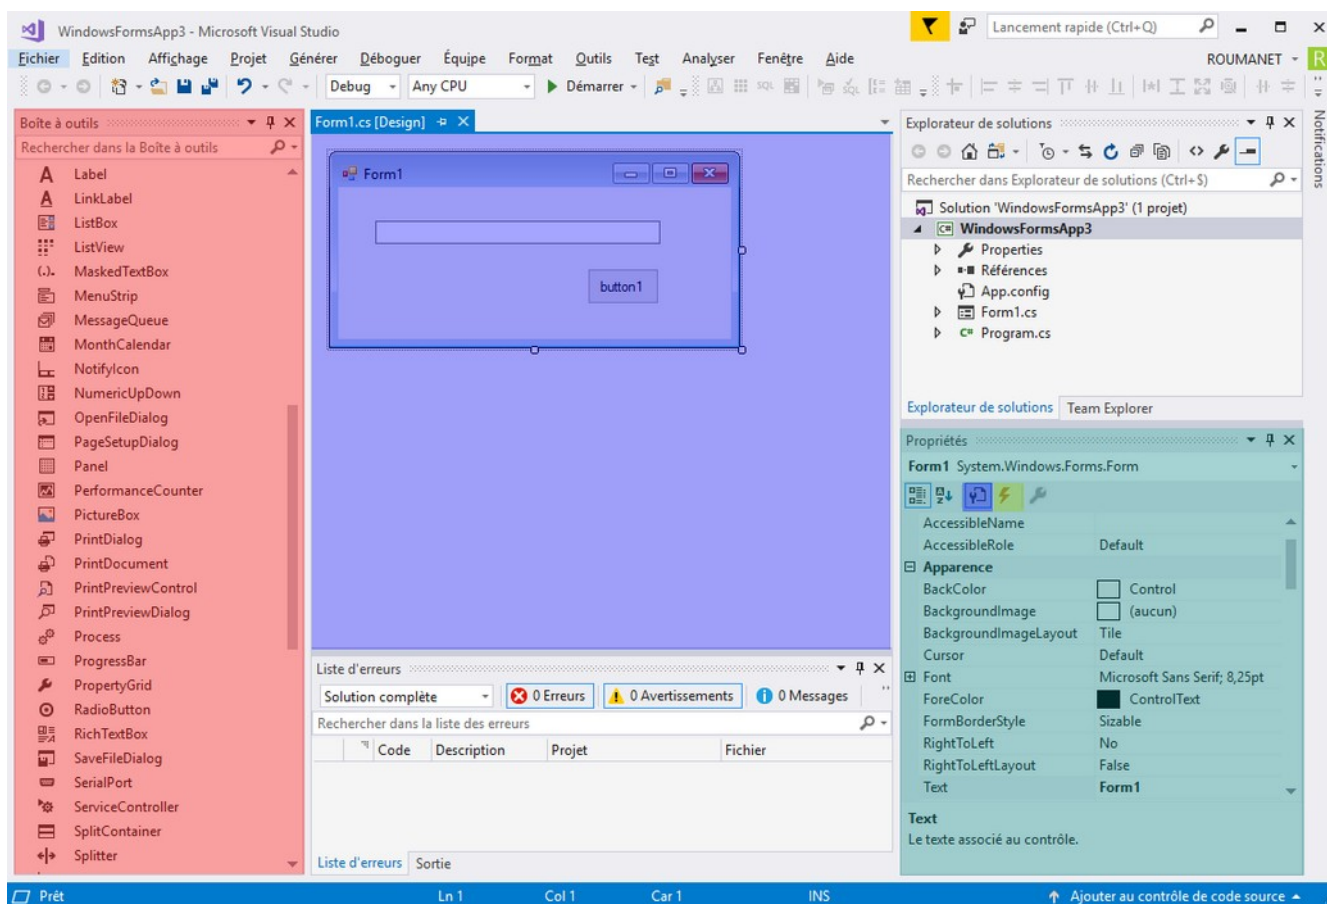 WindowsFormsApp3 - Microsoft Visual Studio
Lancement rapide (Ctrl+Q)
Fichier Edition Affichage Projet Générer Déboguer Équipe Format Outils Test Analyser Fenêtre Aide
ROUMANET R
Debug Any CPU Démarrer
Boîte à outils
Rechercher dans la Boîte à outils
Label
LinkLabel
ListBox
ListView
MaskedTextBox
MenuStrip
MessageQueue
MonthCalendar
NotifyIcon
NumericUpDown
OpenFileDialog
PageSetupDialog
Panel
PerformanceCounter
PictureBox
PrintDialog
PrintDocument
PrintPreviewControl
PrintPreviewDialog
Process
ProgressBar
PropertyGrid
RadioButton
RichTextBox
SaveFileDialog
SerialPort
ServiceController
SplitContainer
Splitter
Form1.cs [Design]
Form1
button1
Liste d'erreurs
Solution complète 0 Erreurs 0 Avertissements 0 Messages
Rechercher dans la liste des erreurs
Code Description Projet Fichier
Liste d'erreurs Sortie
Explorateur de solutions
Rechercher dans Explorateur de solutions (Ctrl+$)
Solution 'WindowsFormsApp3' (1 projet)
C# WindowsFormsApp3
Properties
Références
App.config
Form1.cs
C# Program.cs
Explorateur de solutions Team Explorer
Propriétés
Form1 System.Windows.Forms.Form
AccessibleName
AccessibleRole Default
Apparence
BackColor Control
BackgroundImage (aucun)
BackgroundImageLayout Tile
Cursor Default
Font Microsoft Sans Serif; 8,25pt
ForeColor ControlText
FormBorderStyle Sizable
RightToLeft No
RightToLeftLayout False
Text Form1
Text
Le texte associé au contrôle.
Notifications
Prêt Ln 1 Col 1 Car 1 INS Ajouter au contrôle de code source